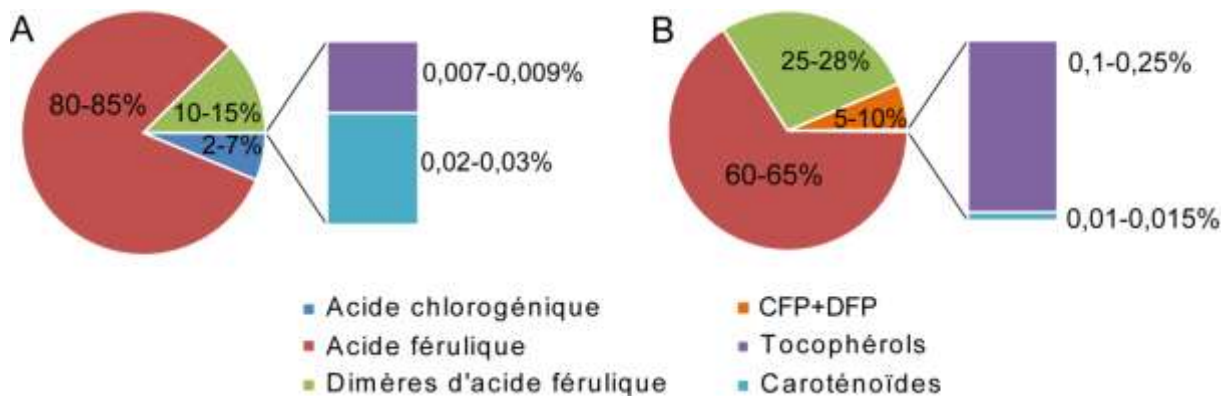 A
80-85%
10-15%
2-7%
0,007-0,009%
0,02-0,03%
B
25-28%
5-10%
60-65%
0,1-0,25%
0,01-0,015%
Acide chlorogénique
Acide férulique
Dimères d'acide férulique
CFP+DFP
Tocophérols
Caroténoïdes